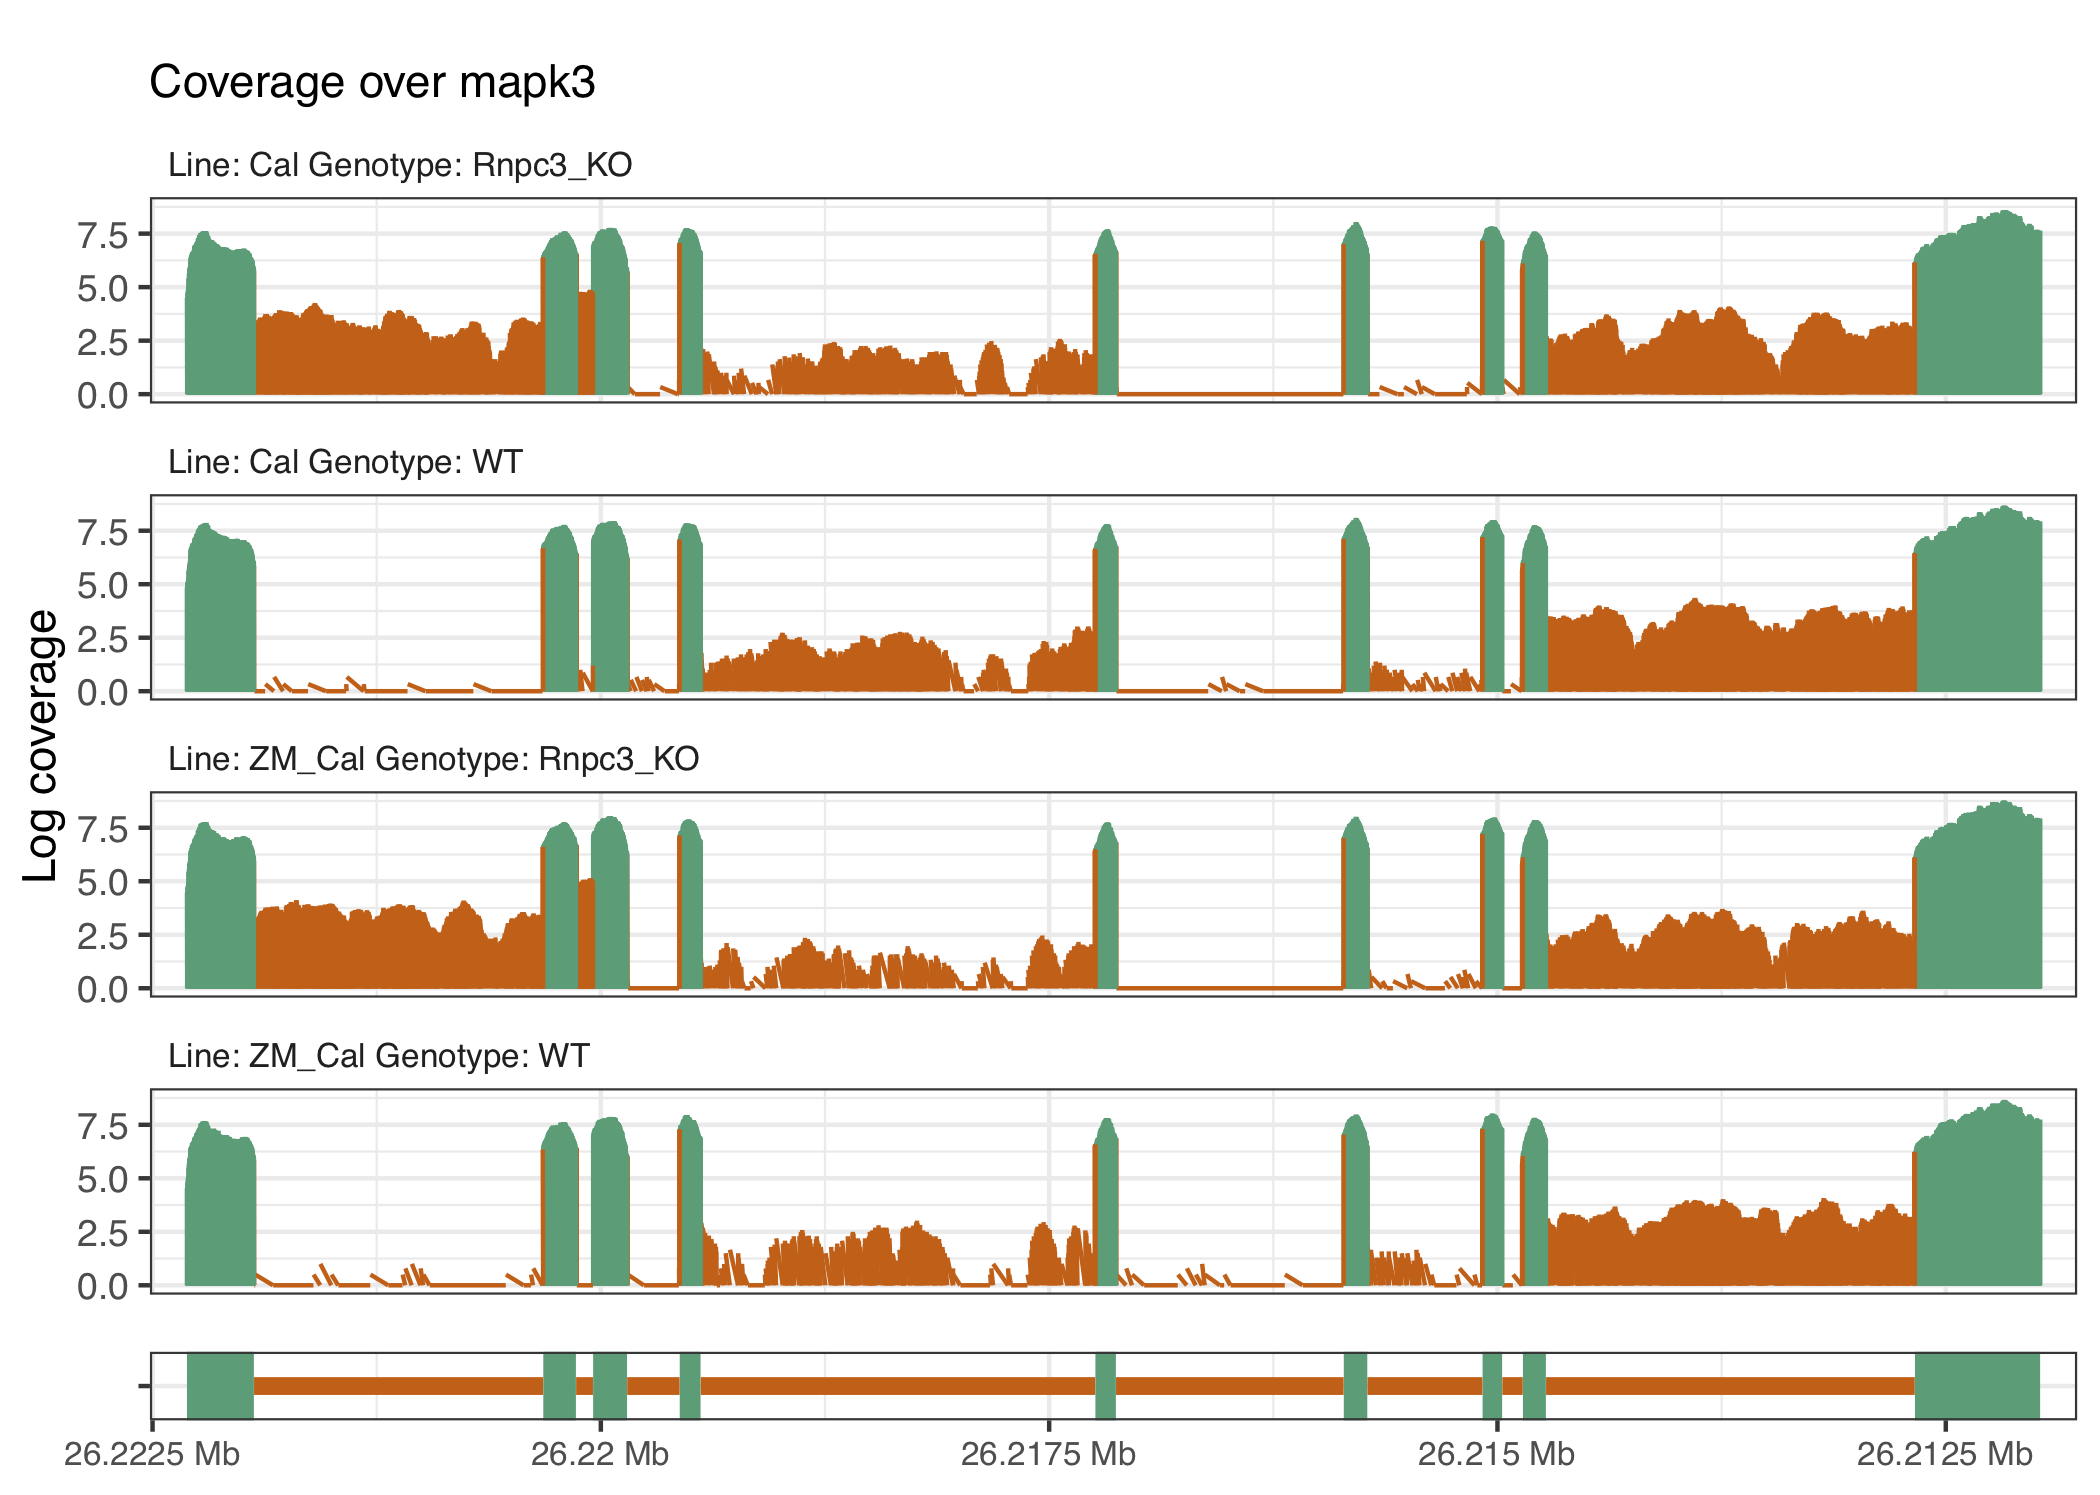 Coverage over mapk3
Line: Cal Genotype: Rnpc3_KO
7.5
5.0
2.5
0.0
Line: Cal Genotype: WT
7.5
5.0
2.5
0.0
Log coverage
Line: ZM_Cal Genotype: Rnpc3_KO
7.5
5.0
2.5
0.0
Line: ZM_Cal Genotype: WT
7.5
5.0
2.5
0.0
26.2225 Mb 26.22 Mb 26.2175 Mb 26.215 Mb 26.2125 Mb